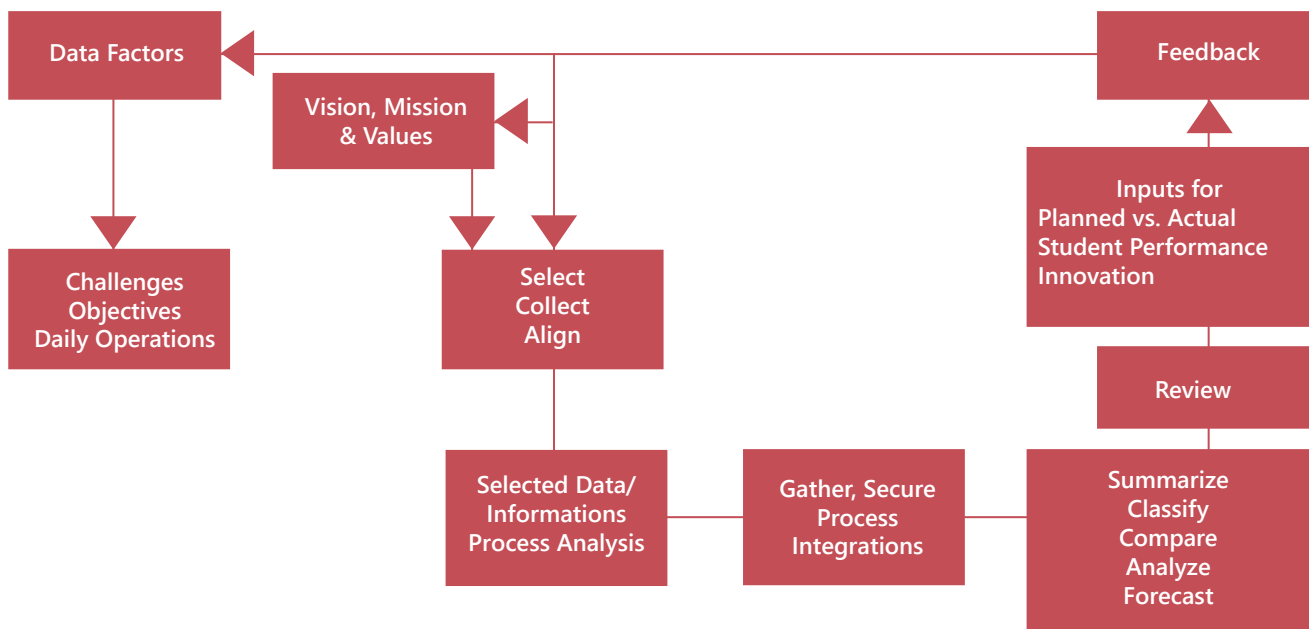 Data Factors
Feedback
Vision, Mission
& Values
Inputs for
Planned vs. Actual
Student Performance
Innovation
Challenges
Objectives
Daily Operations
Select
Collect
Align
Review
Selected Data/
Informations
Process Analysis
Gather, Secure
Process
Integrations
Summarize
Classify
Compare
Analyze
Forecast